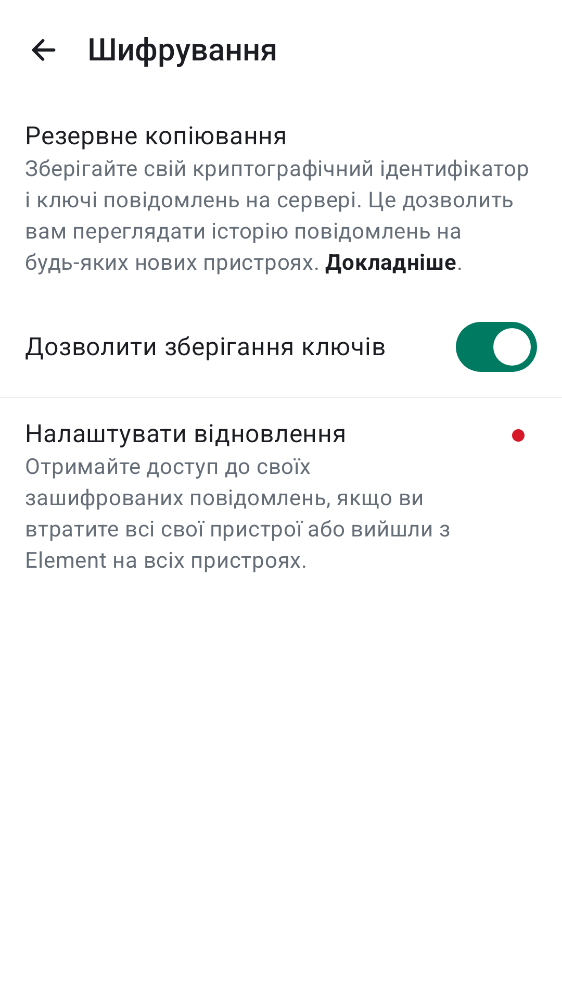 Шифрування
Резервне копіювання
Зберігайте свій криптографічний ідентифікатор
і ключі повідомлень на сервері. Це дозволить
вам переглядати історію повідомлень на
будь-яких нових пристроях. Докладніше.
Дозволити зберігання ключів
Налаштувати відновлення
Отримайте доступ до своїх
зашифрованих повідомлень, якщо ви
втратите всі свої пристрої або вийшли з
Element на всіх пристроях.